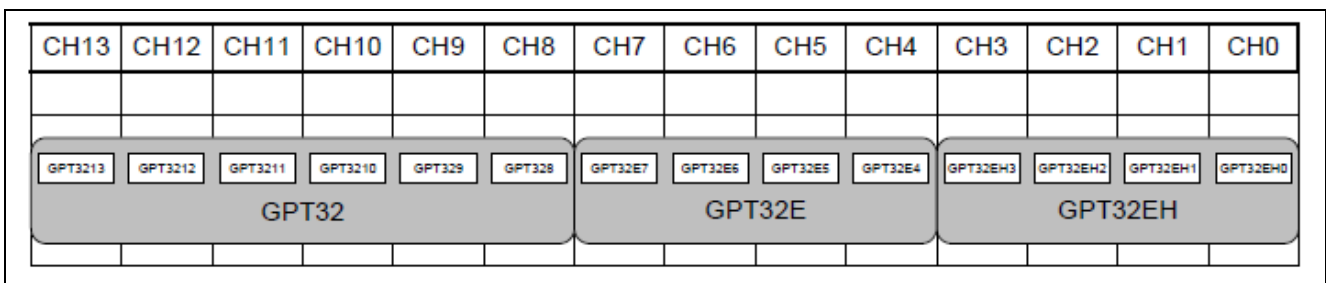 CH13 CH12 CH11 CH10 CH9 CH8 CH7 CH6 CH5 CH4 CH3 CH2 CH1 CH0
GPT3213 GPT3212 GPT3211 GPT3210 GPT329 GPT328 GPT32E7 GPT32E6 GPT32E5 GPT32E4 GPT32EH3 GPT32EH2 GPT32EH1 GPT32EH0
GPT32 GPT32E GPT32EH